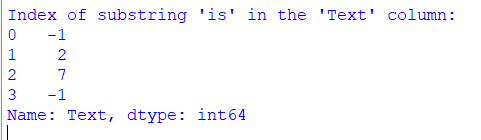 Index of substring 'is' in the 'Text' column:
0   -1
1    2
2    7
3   -1
Name: Text, dtype: int64